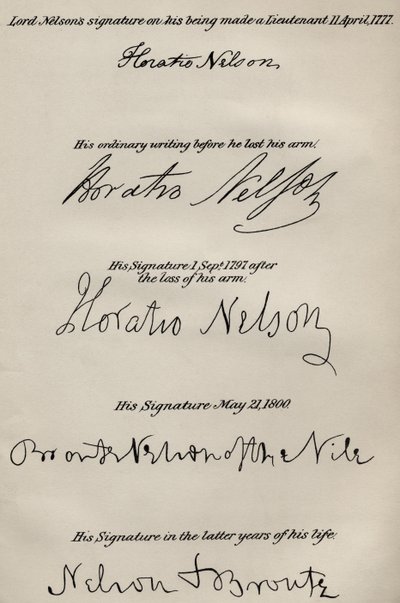 Lord Nelson's signature on his being made a Lieutenant 11 April, 1777.
Horatio Nelson
His ordinary writing before he lost his arm.
Horatio Nelson
His Signature 1 Sept. 1797 after
the loss of his arm.
Horatio Nelson
His Signature May 21, 1800.
Bronte Nelson of the Nile
His Signature in the latter years of his life.
Nelson & Bronte